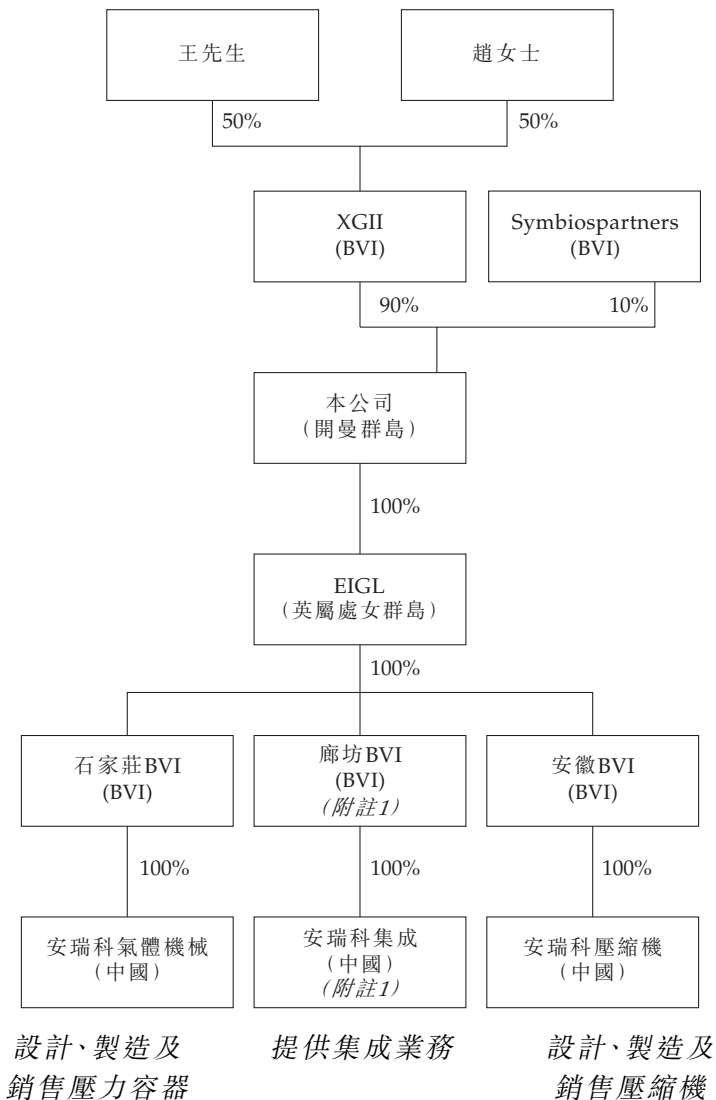 王先生
趙女士
50%
50%
XGII
(BVI)
Symbiospartners
(BVI)
90%
10%
本公司
(開曼群島)
100%
EIGL
(英屬處女群島)
100%
石家莊BVI
(BVI)
廊坊BVI
(BVI)
(附註1)
安徽BVI
(BVI)
100%
100%
100%
安瑞科氣體機械
(中國)
安瑞科集成
(中國)
(附註1)
安瑞科壓縮機
(中國)
設計、製造及
銷售壓力容器
提供集成業務
設計、製造及
銷售壓縮機